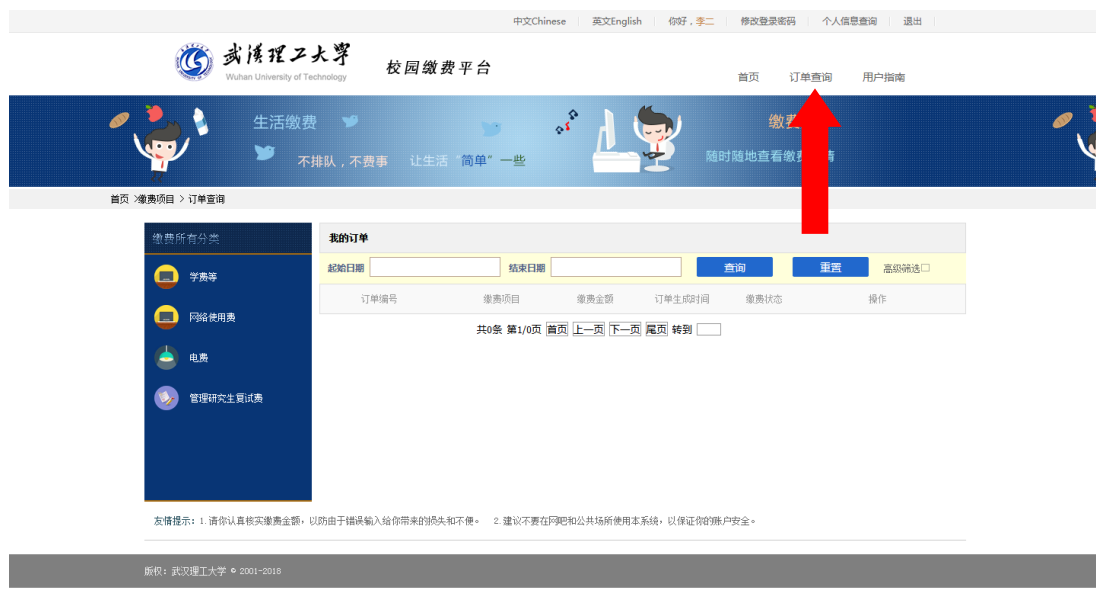 中文Chinese 英文English 你好，李二 修改登录密码 个人信息查询 退出
武汉理工大学
Wuhan University of Technology
校园缴费平台
首页 订单查询 用户指南
生活缴费
不排队，不费事 让生活“简单”一些
缴费
随时随地查看缴费
首页 >缴费项目 > 订单查询
缴费所有分类
学费等
网络使用费
电费
管理研究生复试费
我的订单
起始日期 结束日期 查询 重置 高级筛选
订单编号 缴费项目 缴费金额 订单生成时间 缴费状态 操作
共0条 第1/0页 首页 上一页 下一页 尾页 转到
友情提示：1.请你认真核实缴费金额，以防由于错误输入给你带来的损失和不便。 2.建议不要在网吧和公共场所使用本系统，以保证你的账户安全。
版权：武汉理工大学 © 2001-2018